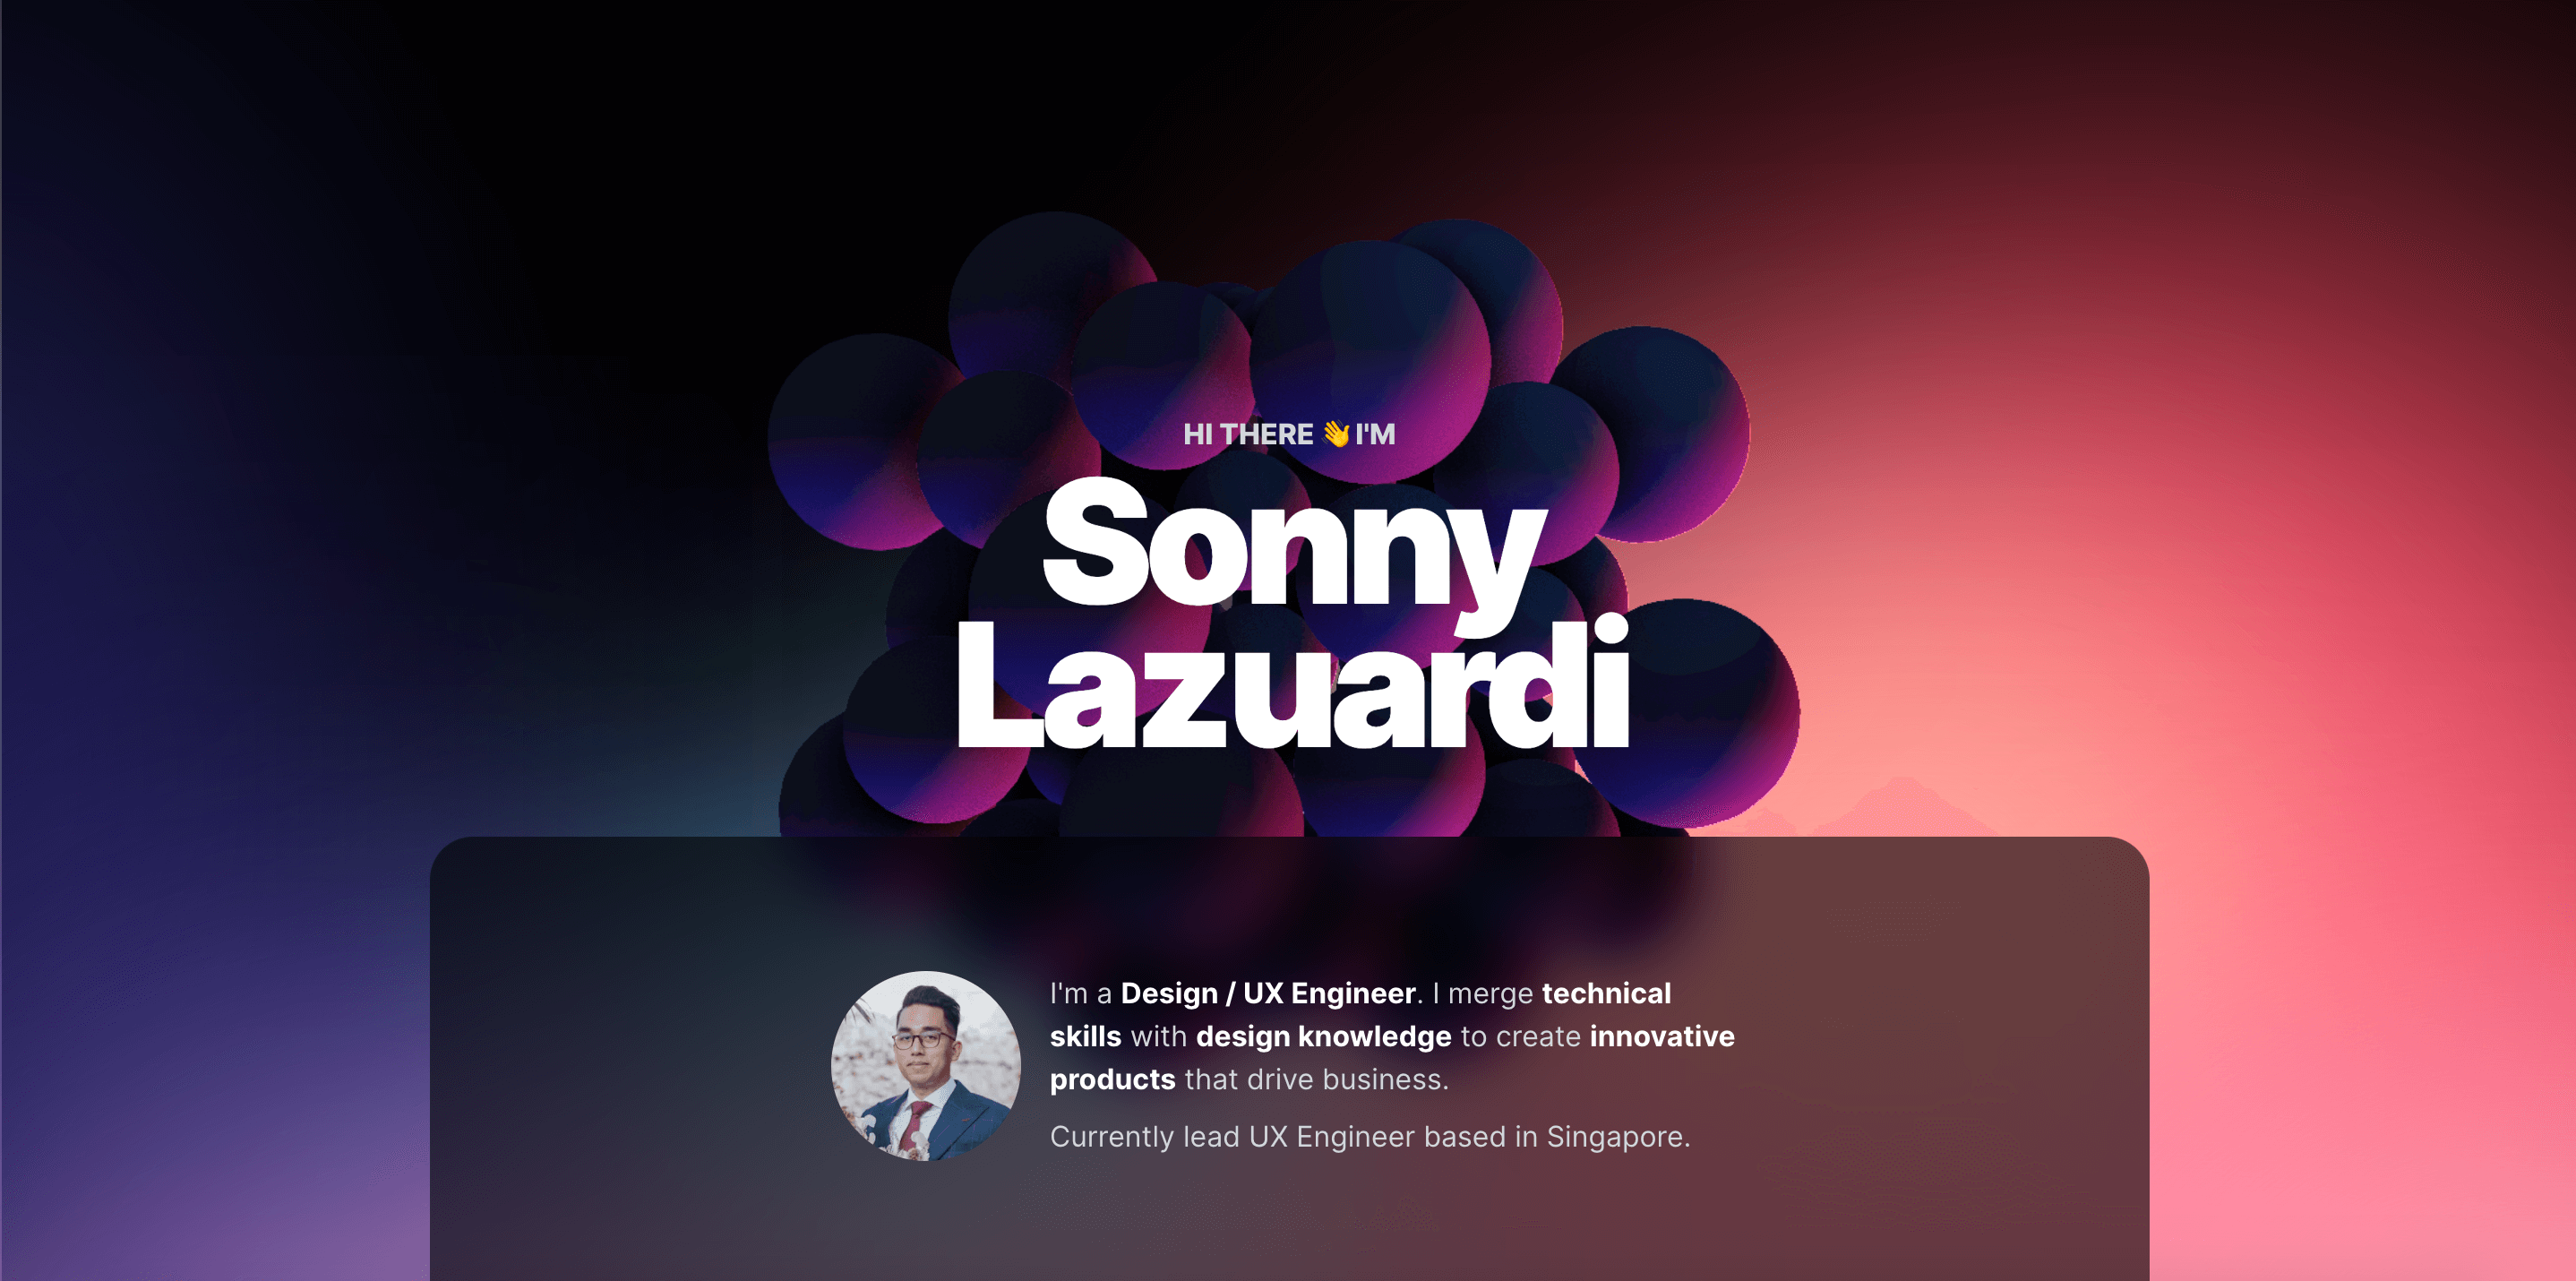 HI THERE 👋 I'M
Sonny
Lazuardi
I'm a Design / UX Engineer. I merge technical
skills with design knowledge to create innovative
products that drive business.
Currently lead UX Engineer based in Singapore.